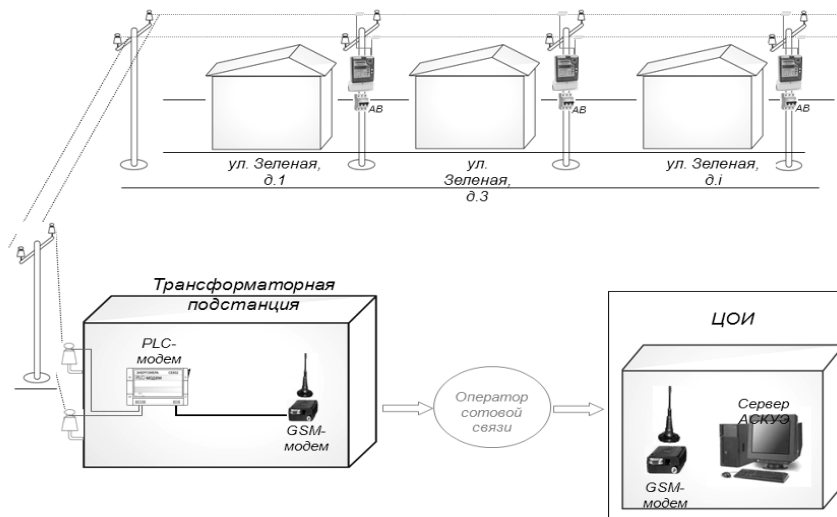 АВ
АВ
АВ
ул. Зеленая,
д.1
ул.
Зеленая,
д.3
ул. Зеленая,
д.i
Трансформаторная
подстанция
PLC-
модем
GSM-
модем
Оператор
сотовой
связи
ЦОИ
Сервер
АСКУЭ
GSM-
модем